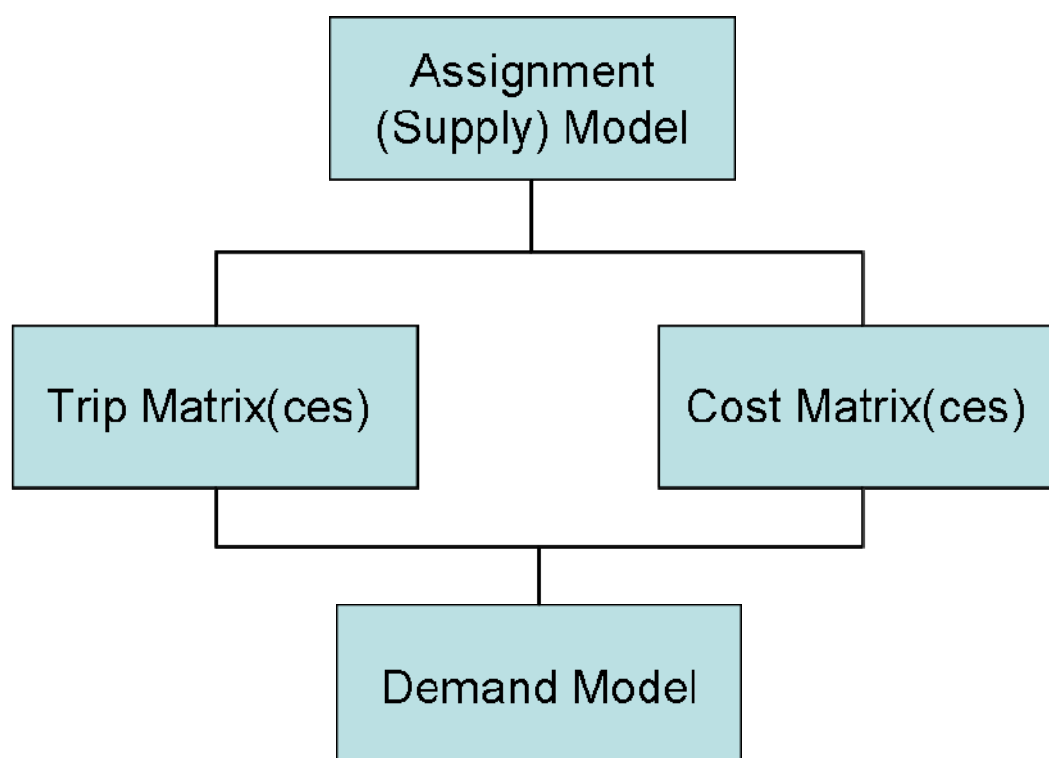 Assignment
(Supply) Model
Trip Matrix(ces)
Cost Matrix(ces)
Demand Model